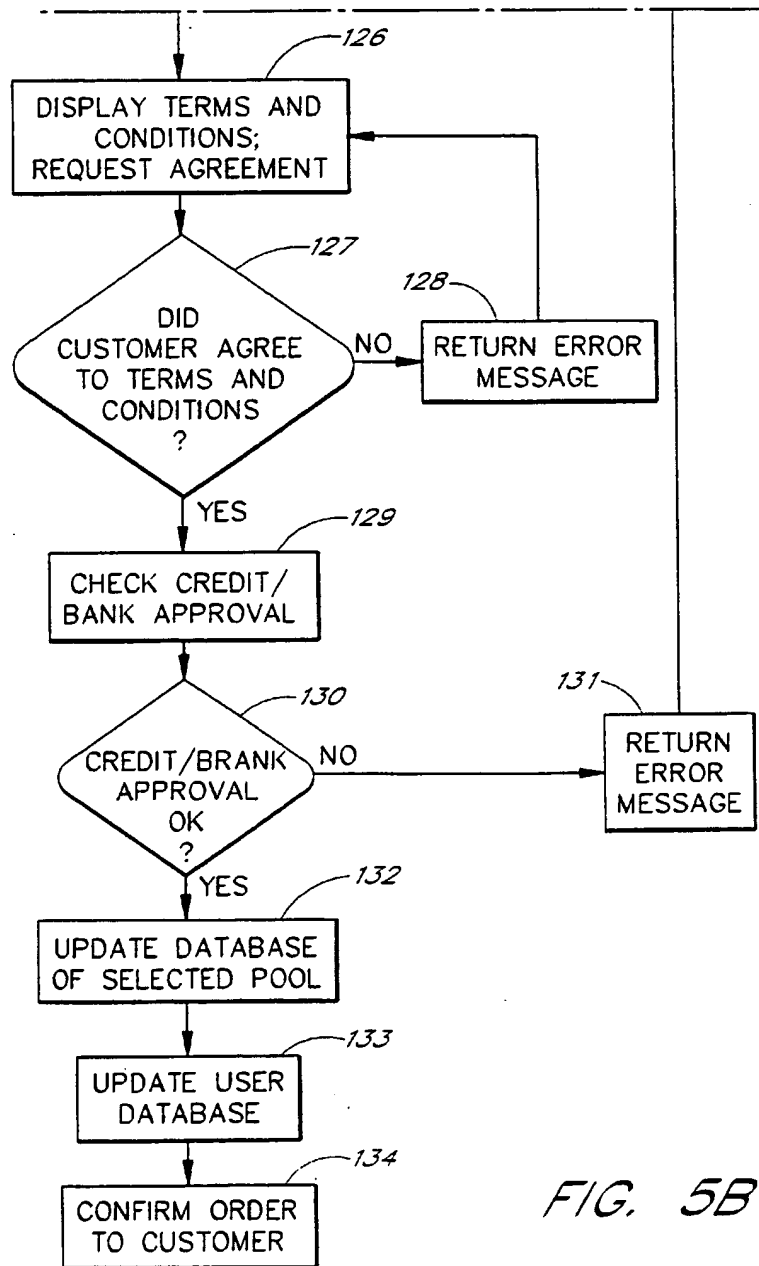 126
DISPLAY TERMS AND
CONDITIONS;
REQUEST AGREEMENT
127
DID
CUSTOMER AGREE
TO TERMS AND
CONDITIONS
?
NO
128
RETURN ERROR
MESSAGE
YES
129
CHECK CREDIT/
BANK APPROVAL
130
CREDIT/BRANK
APPROVAL
OK
?
NO
131
RETURN
ERROR
MESSAGE
YES
132
UPDATE DATABASE
OF SELECTED POOL
133
UPDATE USER
DATABASE
134
CONFIRM ORDER
TO CUSTOMER
FIG. 5B